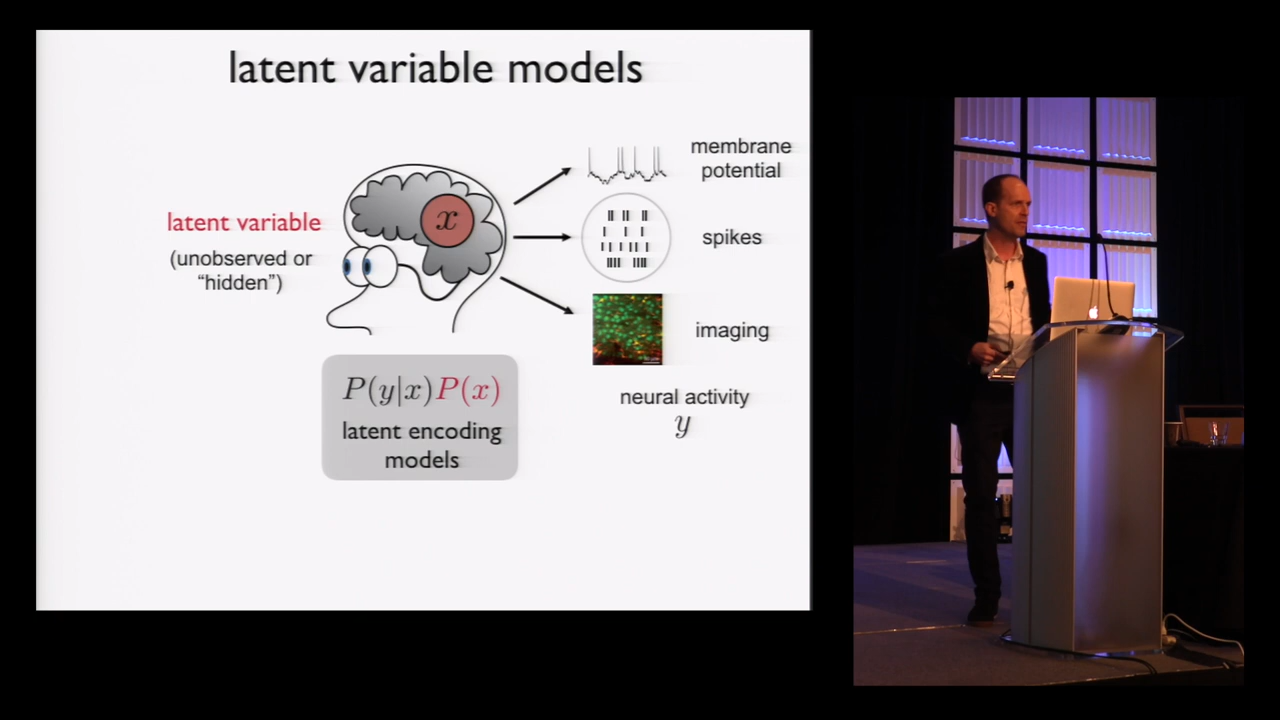 latent variable models
latent variable
(unobserved or
“hidden”)
x
membrane
potential
spikes
imaging
neural activity
y
P(y|x)P(x)
latent encoding
models